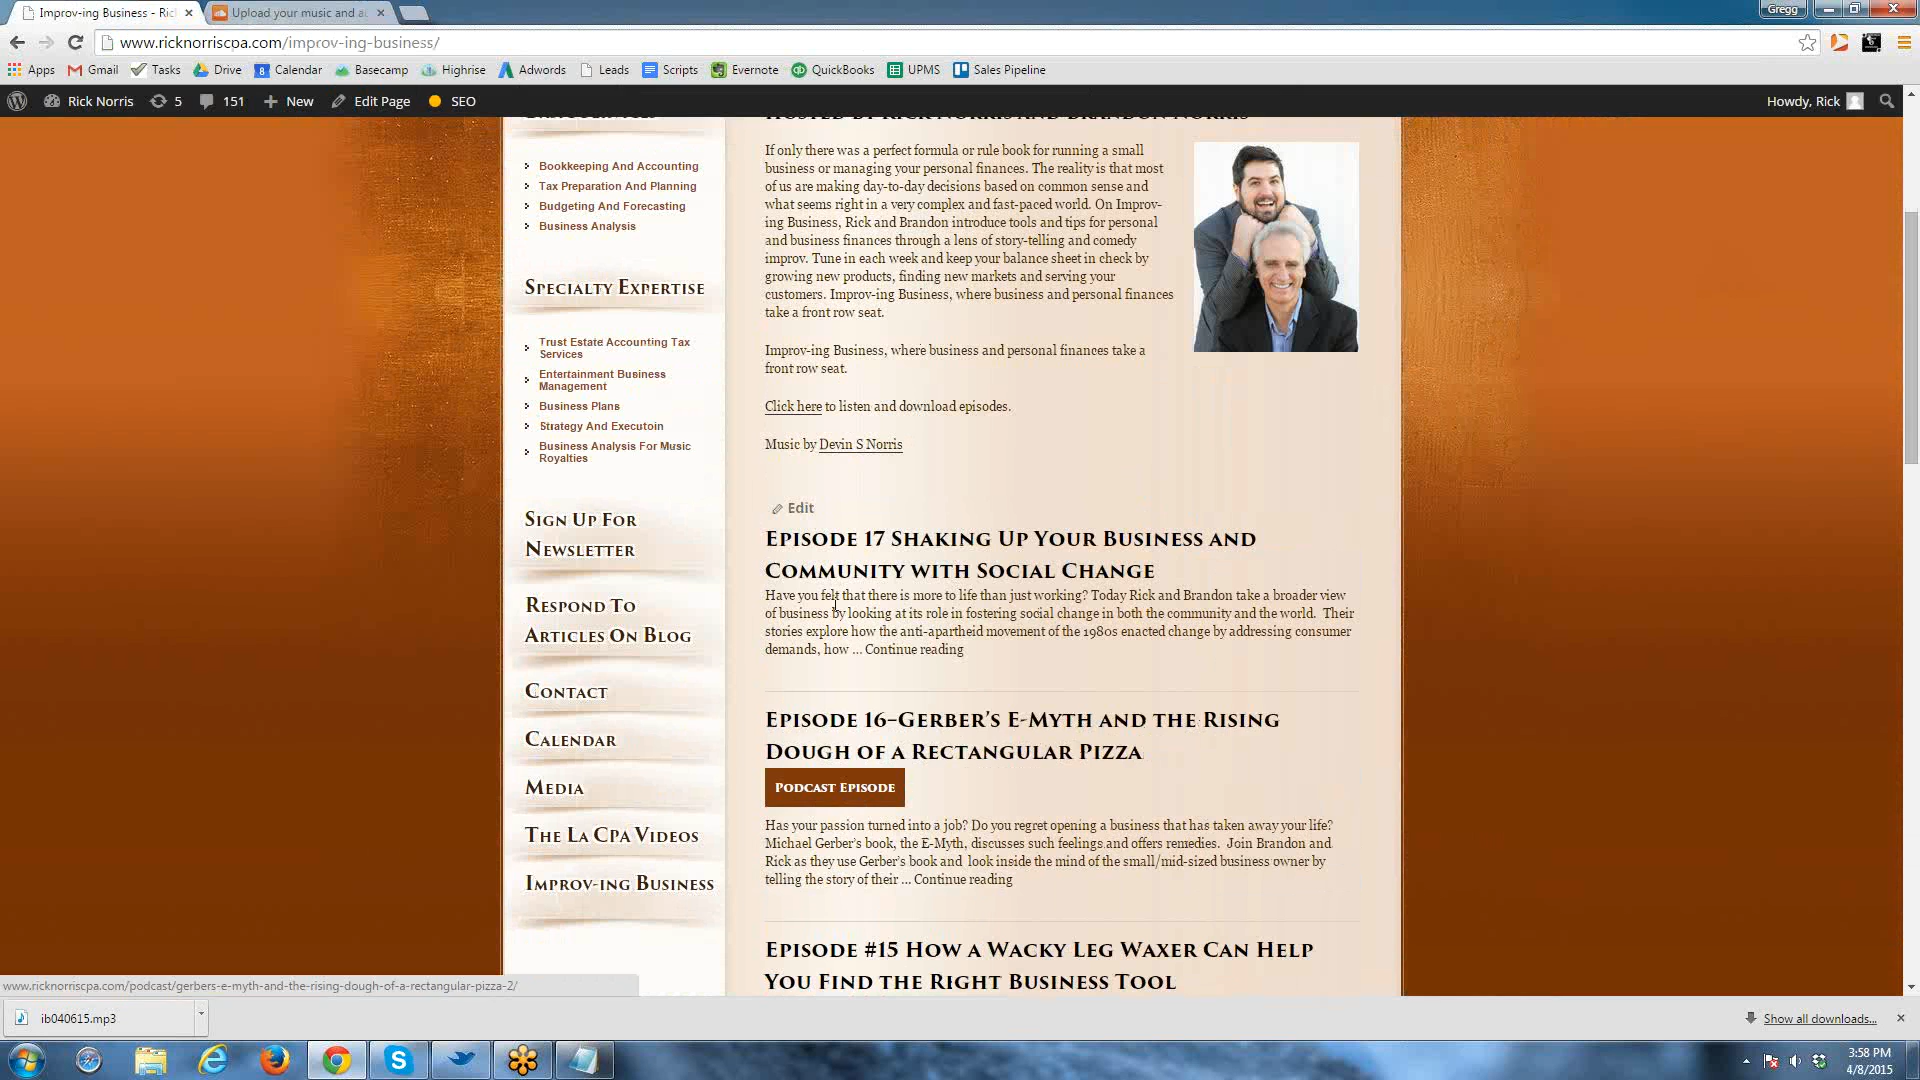 Improv-ing Business - Ric
Upload your music and au
Gregg
www.ricknorriscpa.com/improv-ing-business/
Apps Gmail Tasks Drive Calendar Basecamp Highrise Adwords Leads Scripts Evernote QuickBooks UPMS Sales Pipeline
Rick Norris 5 151 New Edit Page SEO Howdy, Rick
Hosted by Rick Norris and Brandon Norris
Bookkeeping And Accounting
Tax Preparation And Planning
Budgeting And Forecasting
Business Analysis
Specialty Expertise
Trust Estate Accounting Tax
Services
Entertainment Business
Management
Business Plans
Strategy And Executoin
Business Analysis For Music
Royalties
Sign Up For
Newsletter
Respond To
Articles On Blog
Contact
Calendar
Media
The La Cpa Videos
Improv-ing Business
If only there was a perfect formula or rule book for running a small
business or managing your personal finances. The reality is that most
of us are making day-to-day decisions based on common sense and
what seems right in a very complex and fast-paced world. On Improv-
ing Business, Rick and Brandon introduce tools and tips for personal
and business finances through a lens of story-telling and comedy
improv. Tune in each week and keep your balance sheet in check by
growing new products, finding new markets and serving your
customers. Improv-ing Business, where business and personal finances
take a front row seat.
Improv-ing Business, where business and personal finances take a
front row seat.
Click here to listen and download episodes.
Music by Devin S Norris
Edit
Episode 17 Shaking Up Your Business and
Community with Social Change
Have you felt that there is more to life than just working? Today Rick and Brandon take a broader view
of business by looking at its role in fostering social change in both the community and the world. Their
stories explore how the anti-apartheid movement of the 1980s enacted change by addressing consumer
demands, how ... Continue reading
Episode 16–Gerber's E-Myth and the Rising
Dough of a Rectangular Pizza
Podcast Episode
Has your passion turned into a job? Do you regret opening a business that has taken away your life?
Michael Gerber's book, the E-Myth, discusses such feelings and offers remedies. Join Brandon and
Rick as they use Gerber's book and look inside the mind of the small/mid-sized business owner by
telling the story of their ... Continue reading
Episode #15 How a Wacky Leg Waxer Can Help
You Find the Right Business Tool
www.ricknorriscpa.com/podcast/gerbers-e-myth-and-the-rising-dough-of-a-rectangular-pizza-2/
ib040615.mp3
Show all downloads...
3:58 PM
4/8/2015